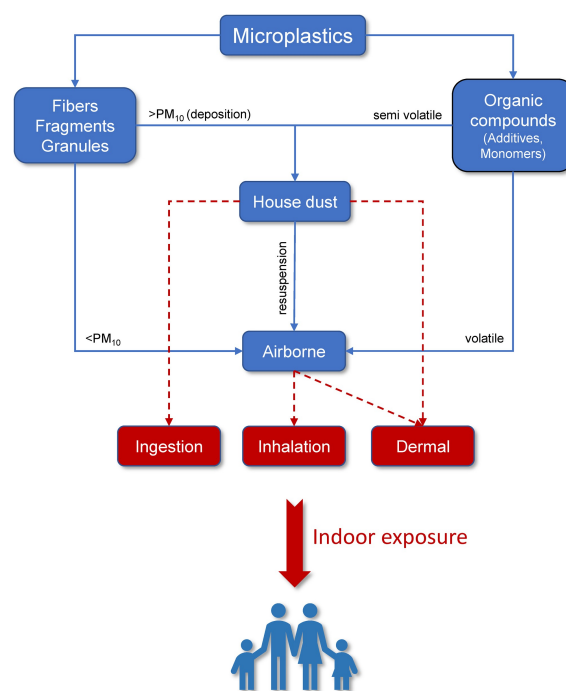 Microplastics
Fibers
Fragments
Granules
>PM₁₀ (deposition)
semi volatile
Organic
compounds
(Additives,
Monomers)
House dust
resuspension
<PM₁₀
volatile
Airborne
Ingestion
Inhalation
Dermal
Indoor exposure